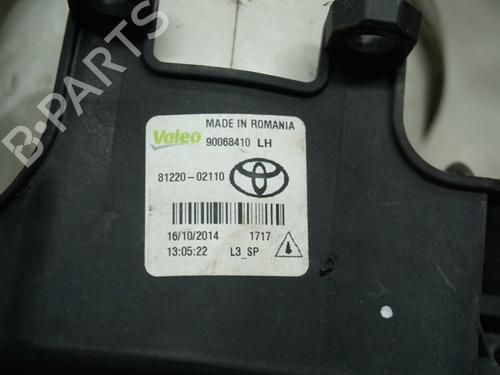 MADE IN ROMANIA
Valeo 90068410 LH
81220-02110
16/10/2014 1717
13:05:22 L3_SP
B-PARTS